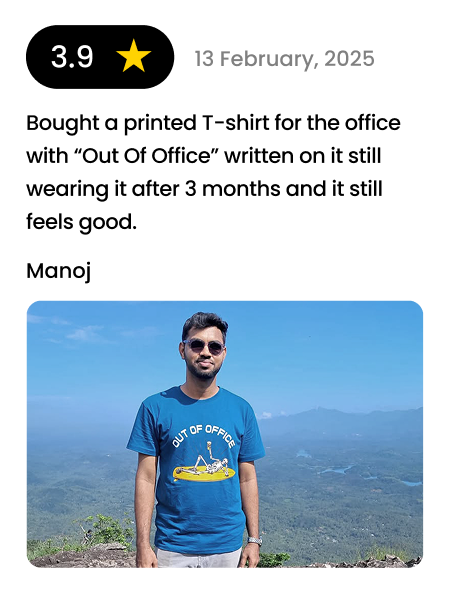 3.9
13 February, 2025
Bought a printed T-shirt for the office
with “Out Of Office” written on it still
wearing it after 3 months and it still
feels good.
Manoj
OUT OF OFFICE